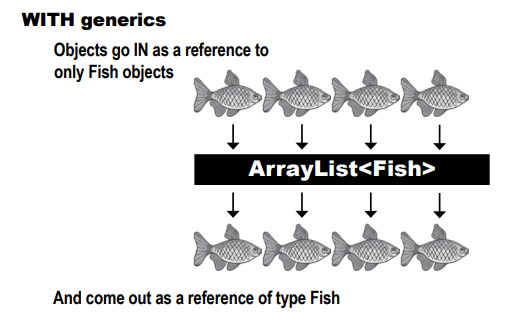 WITH generics
Objects go IN as a reference to
only Fish objects
ArrayList<Fish>
And come out as a reference of type Fish